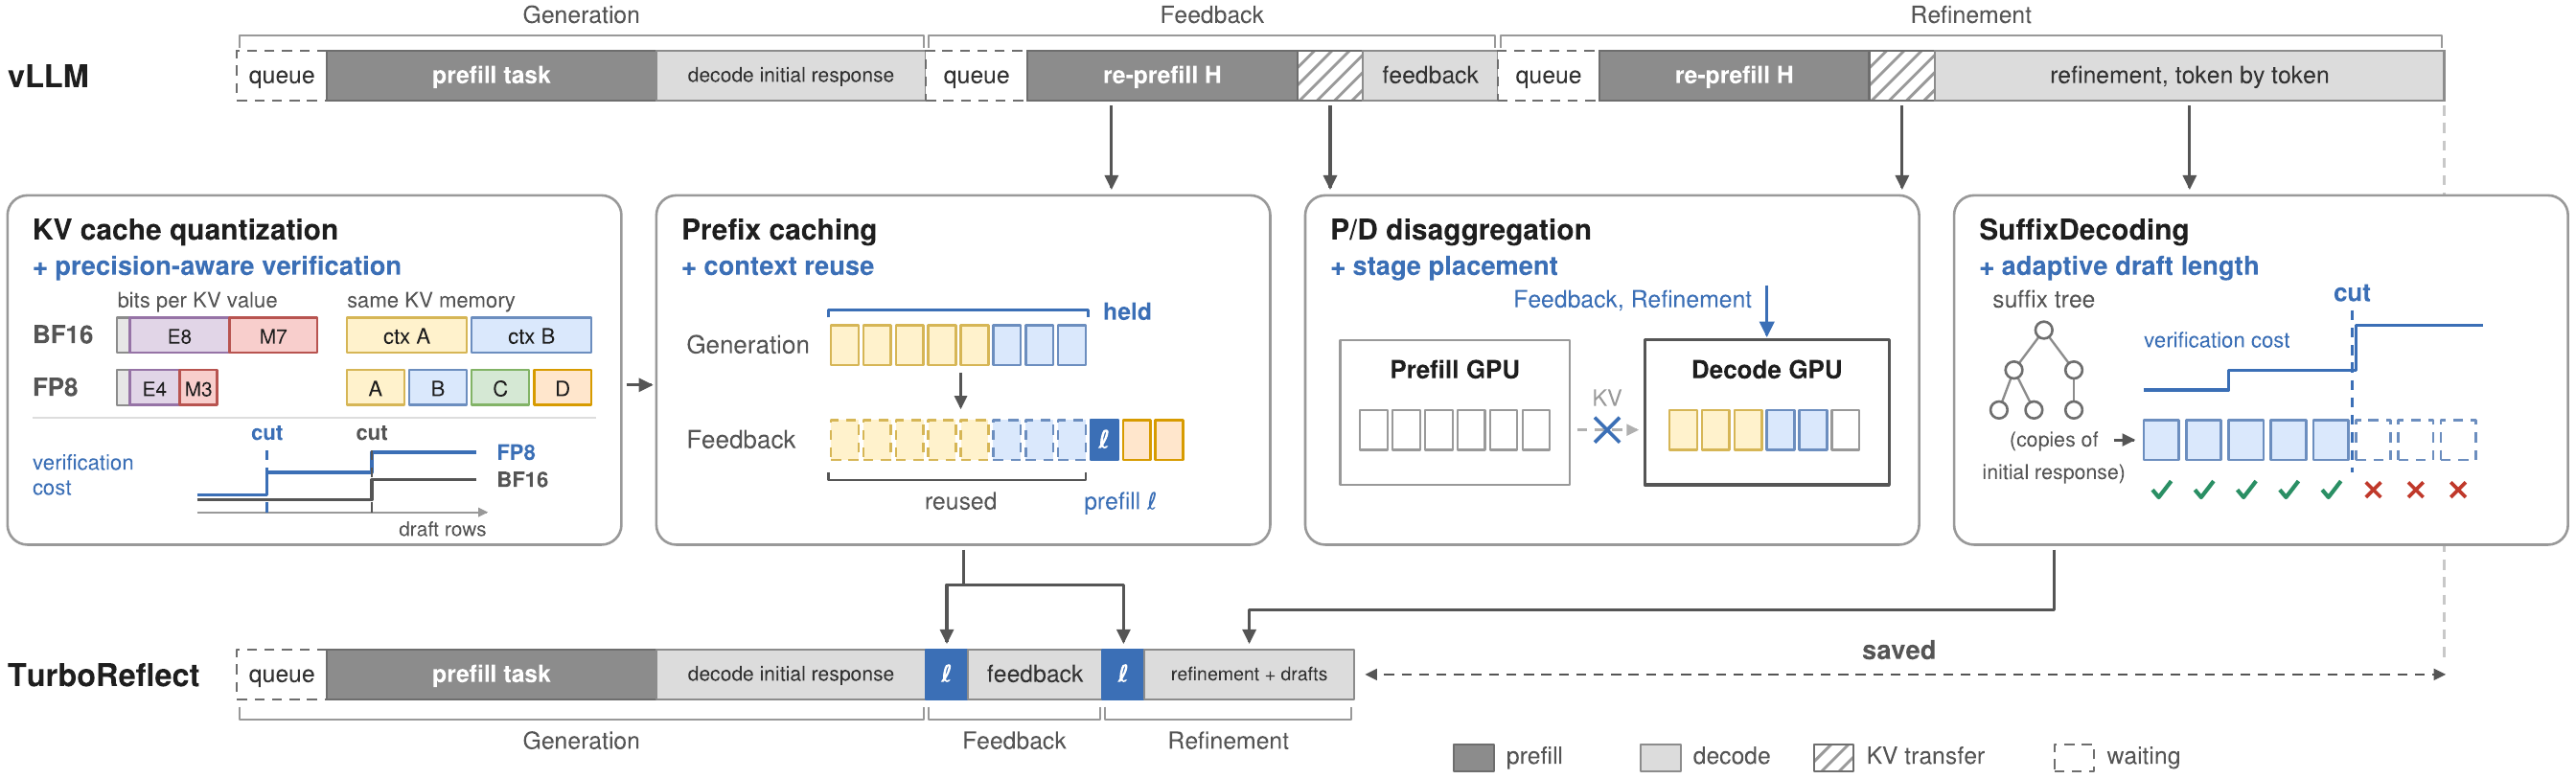 Generation
Feedback
Refinement
vLLM
queue
prefill task
decode initial response
queue
re-prefill H
feedback
queue
re-prefill H
refinement, token by token
KV cache quantization
+ precision-aware verification
bits per KV value
same KV memory
BF16
E8
M7
ctx A
ctx B
FP8
E4
M3
A
B
C
D
cut
cut
verification
cost
FP8
BF16
draft rows
Prefix caching
+ context reuse
held
Generation
Feedback
ℓ
reused
prefill ℓ
P/D disaggregation
+ stage placement
Feedback, Refinement
Prefill GPU
KV
Decode GPU
SuffixDecoding
+ adaptive draft length
suffix tree
cut
verification cost
(copies of
initial response)
TurboReflect
queue
prefill task
decode initial response
ℓ
feedback
ℓ
refinement + drafts
saved
Generation
Feedback
Refinement
prefill
decode
KV transfer
waiting